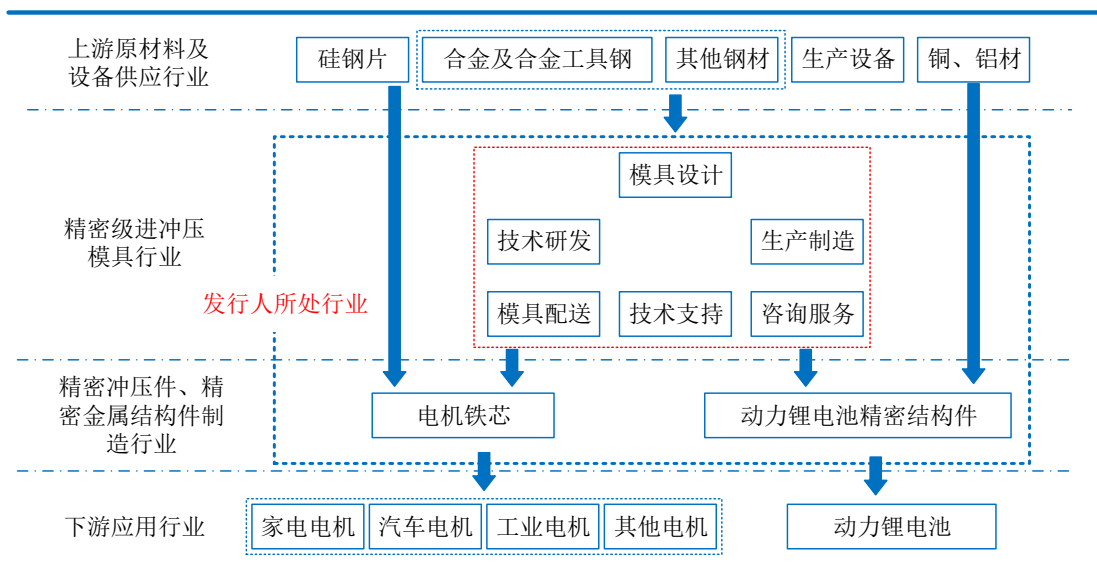 上游原材料及
设备供应行业
硅钢片
合金及合金工具钢
其他钢材
生产设备
铜、铝材
精密级进冲压
模具行业
模具设计
技术研发
生产制造
发行人所处行业
模具配送
技术支持
咨询服务
精密冲压件、精
密金属结构件制
造行业
电机铁芯
动力锂电池精密结构件
下游应用行业
家电电机
汽车电机
工业电机
其他电机
动力锂电池